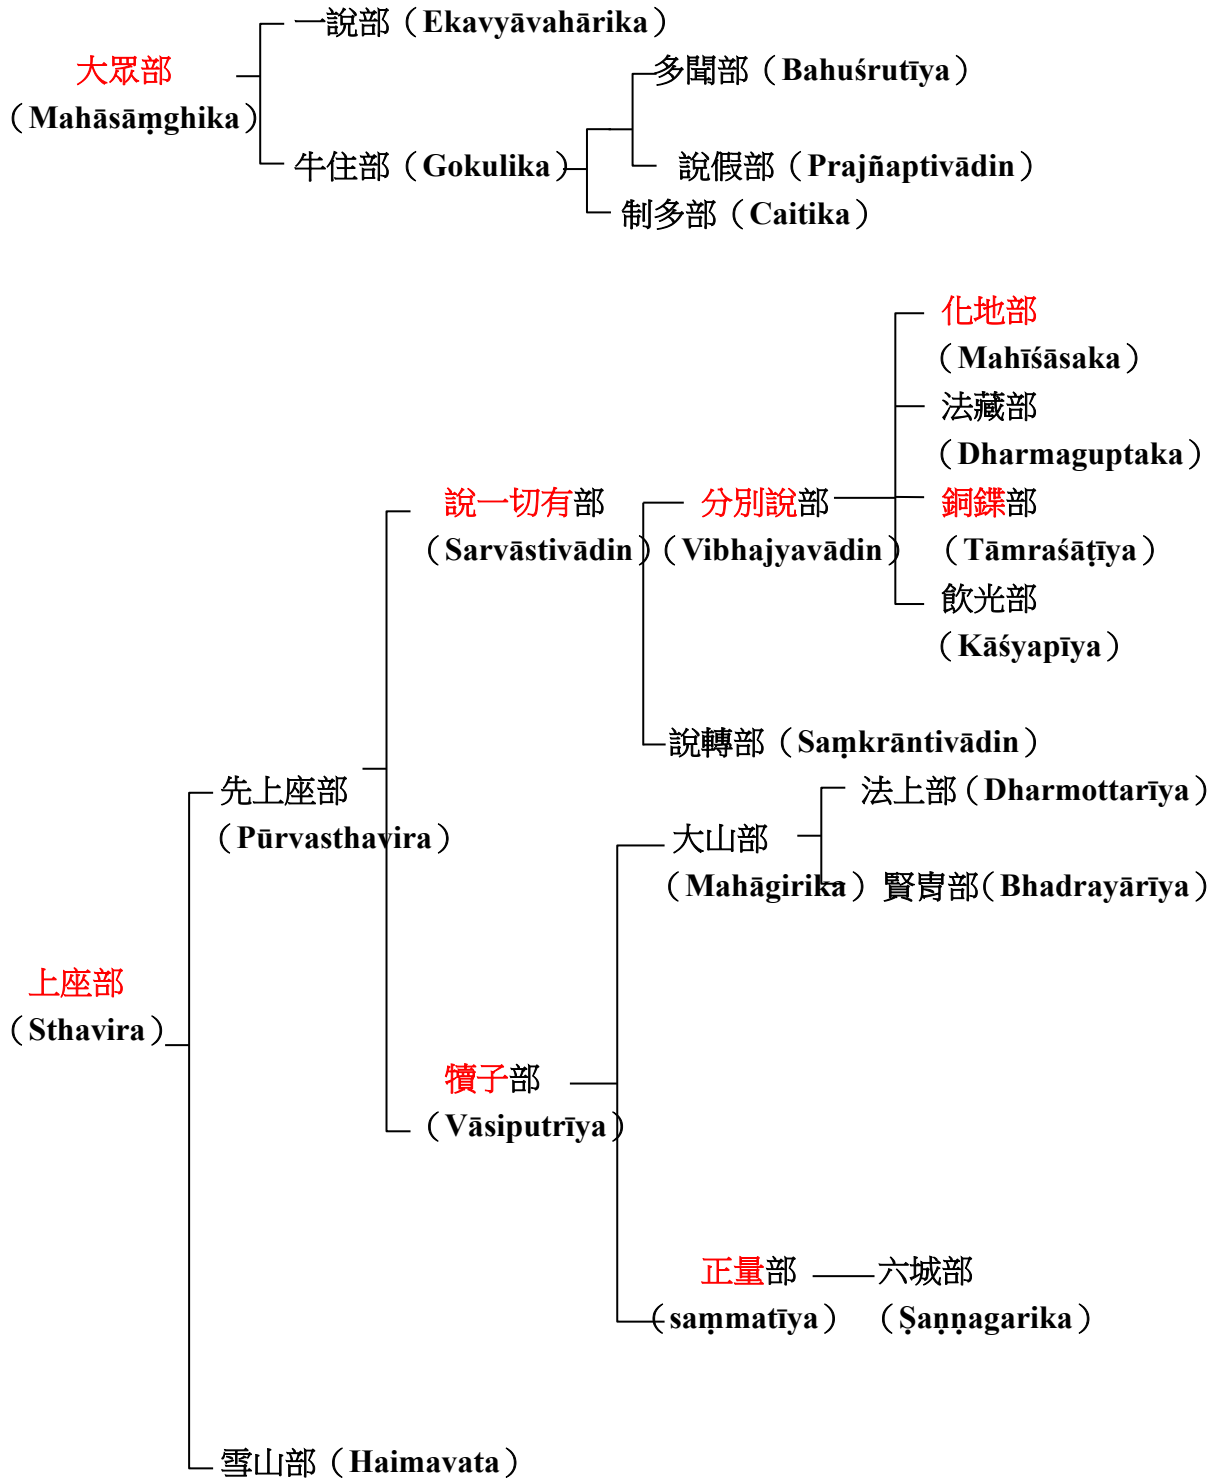 一說部（Ekavyāvahārika）
大眾部
（Mahāsāṃghika）
多聞部（Bahuśrutīya）
牛住部（Gokulika）
說假部（Prajñaptivādin）
制多部（Caitika）
化地部
（Mahīśāsaka）
法藏部
（Dharmaguptaka）
說一切有部
（Sarvāstivādin）
分別說部
（Vibhajyavādin）
銅鍱部
（Tāmraśāṭīya）
飲光部
（Kāśyapīya）
說轉部（Saṃkrāntivādin）
先上座部
（Pūrvasthavira）
法上部（Dharmottarīya）
大山部
（Mahāgirika）
賢冑部（Bhadrayārīya）
上座部
（Sthavira）
犢子部
（Vāsiputrīya）
正量部
（saṃmatīya）
六城部
（Ṣaṇṇagarika）
雪山部（Haimavata）